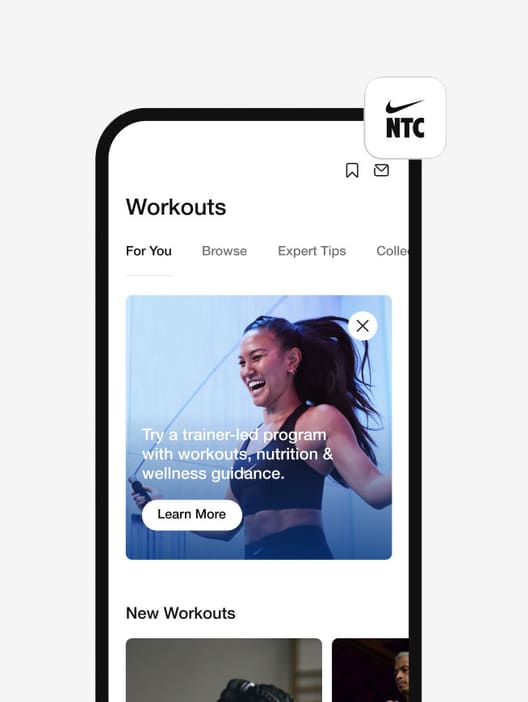 NTC
Workouts
For You Browse Expert Tips
Try a trainer-led program
with workouts, nutrition &
wellness guidance.
Learn More
New Workouts